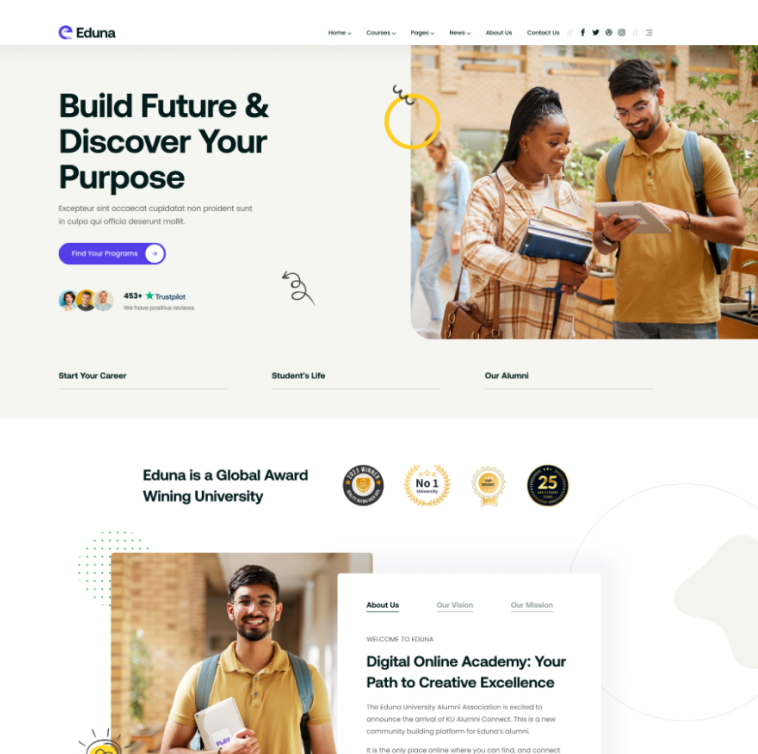 Eduna
Home Courses Pages News About Us Contact Us // //
Build Future &
Discover Your
Purpose
Excepteur sint occaecat cupidatat non proident sunt
in culpa qui officia deserunt mollit.
Find Your Programs
453+ Trustpilot
We have positive reviews
Start Your Career
Student's Life
Our Alumni
Eduna is a Global Award
Wining University
2023 WINNER
No 1
University
25
About Us
Our Vision
Our Mission
WELCOME TO EDUNA
Digital Online Academy: Your
Path to Creative Excellence
The Eduna University Alumni Association is excited to
announce the arrival of KU Alumni Connect. This is a new
community building platform for Eduna's alumni.
It is the only place online where you can find, and connect
PLAY